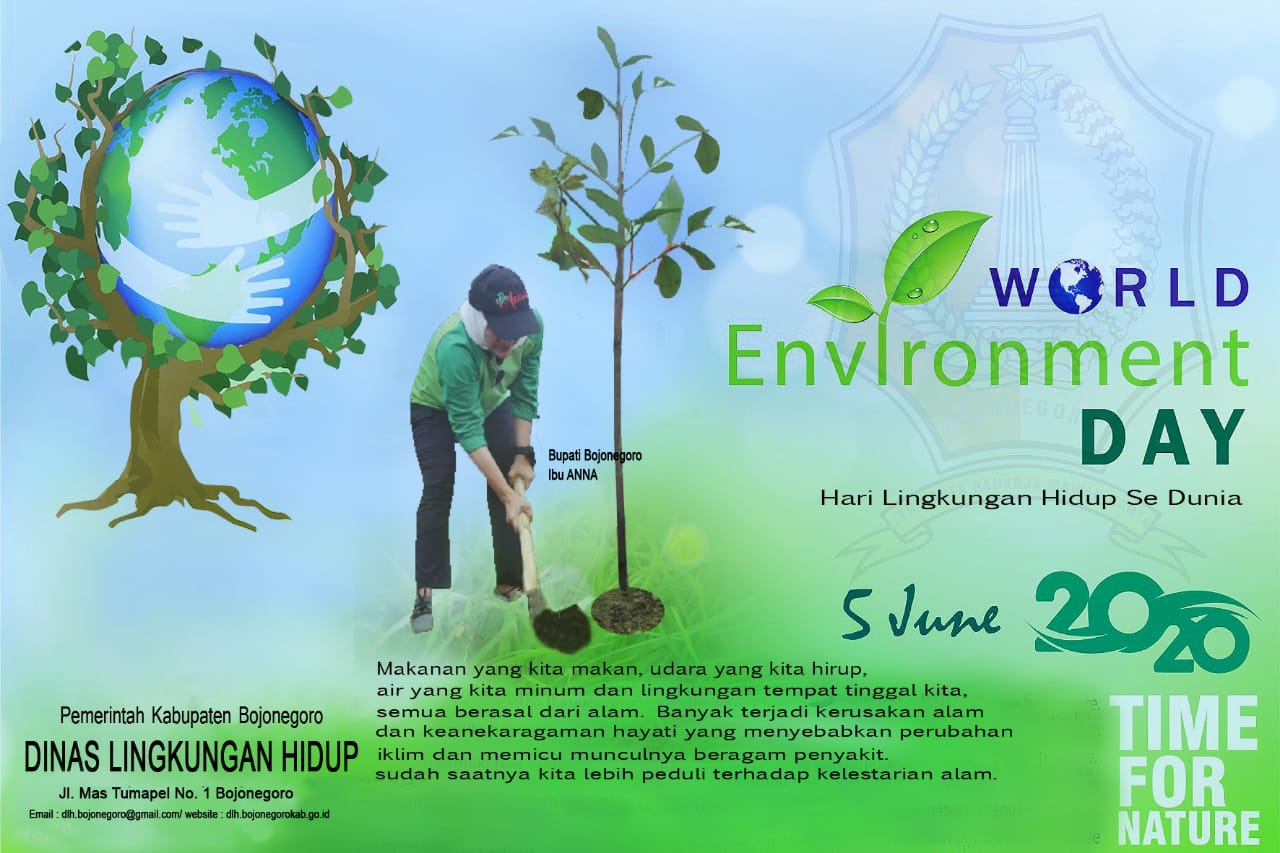 WORLD
Environment
DAY
Hari Lingkungan Hidup Se Dunia
Bupati Bojonegoro
Ibu ANNA
5 June 2020
TIME
FOR
NATURE
Makanan yang kita makan, udara yang kita hirup,
air yang kita minum dan lingkungan tempat tinggal kita,
semua berasal dari alam. Banyak terjadi kerusakan alam
dan keanekaragaman hayati yang menyebabkan perubahan
iklim dan memicu munculnya beragam penyakit.
sudah saatnya kita lebih peduli terhadap kelestarian alam.
Pemerintah Kabupaten Bojonegoro
DINAS LINGKUNGAN HIDUP
Jl. Mas Tumapel No. 1 Bojonegoro
Email : dlh.bojonegoro@gmail.com/ website : dlh.bojonegorokab.go.id